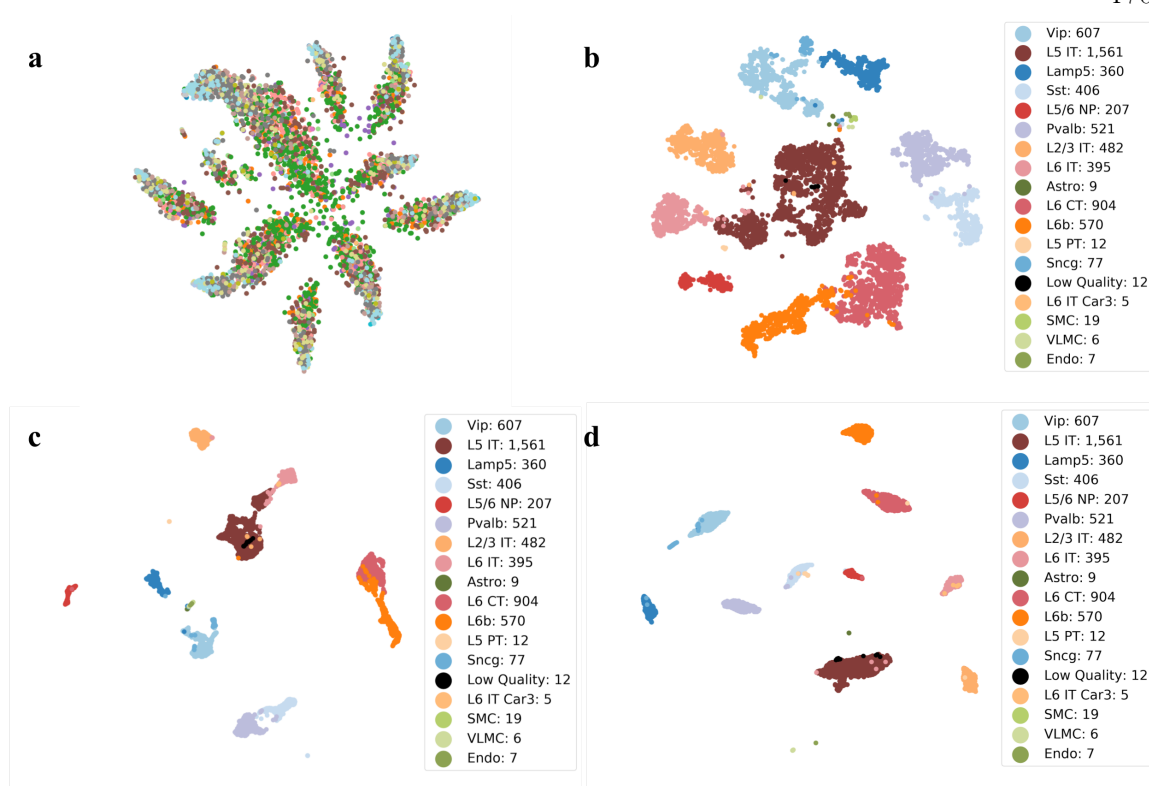 a
b
Vip: 607
L5 IT: 1,561
Lamp5: 360
Sst: 406
L5/6 NP: 207
Pvalb: 521
L2/3 IT: 482
L6 IT: 395
Astro: 9
L6 CT: 904
L6b: 570
L5 PT: 12
Sncg: 77
Low Quality: 12
L6 IT Car3: 5
SMC: 19
VLMC: 6
Endo: 7
c
Vip: 607
L5 IT: 1,561
Lamp5: 360
Sst: 406
L5/6 NP: 207
Pvalb: 521
L2/3 IT: 482
L6 IT: 395
Astro: 9
L6 CT: 904
L6b: 570
L5 PT: 12
Sncg: 77
Low Quality: 12
L6 IT Car3: 5
SMC: 19
VLMC: 6
Endo: 7
d
Vip: 607
L5 IT: 1,561
Lamp5: 360
Sst: 406
L5/6 NP: 207
Pvalb: 521
L2/3 IT: 482
L6 IT: 395
Astro: 9
L6 CT: 904
L6b: 570
L5 PT: 12
Sncg: 77
Low Quality: 12
L6 IT Car3: 5
SMC: 19
VLMC: 6
Endo: 7